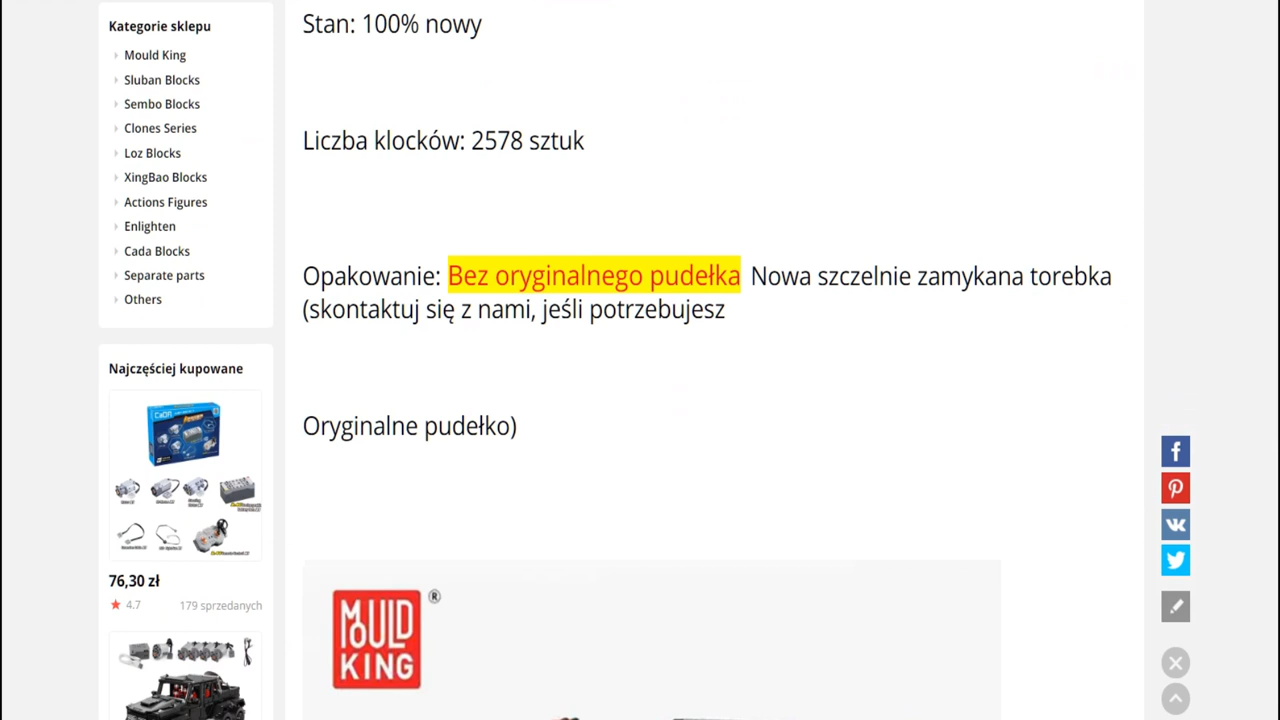 Kategorie sklepu
Mould King
Sluban Blocks
Sembo Blocks
Clones Series
Loz Blocks
XingBao Blocks
Actions Figures
Enlighten
Cada Blocks
Separate parts
Others
Najczęściej kupowane
CaDA
76,30 zł
4.7
179 sprzedanych
Stan: 100% nowy
Liczba klocków: 2578 sztuk
Opakowanie: Bez oryginalnego pudełka Nowa szczelnie zamykana torebka
(skontaktuj się z nami, jeśli potrzebujesz
Oryginalne pudełko)
MOULD
KING
®